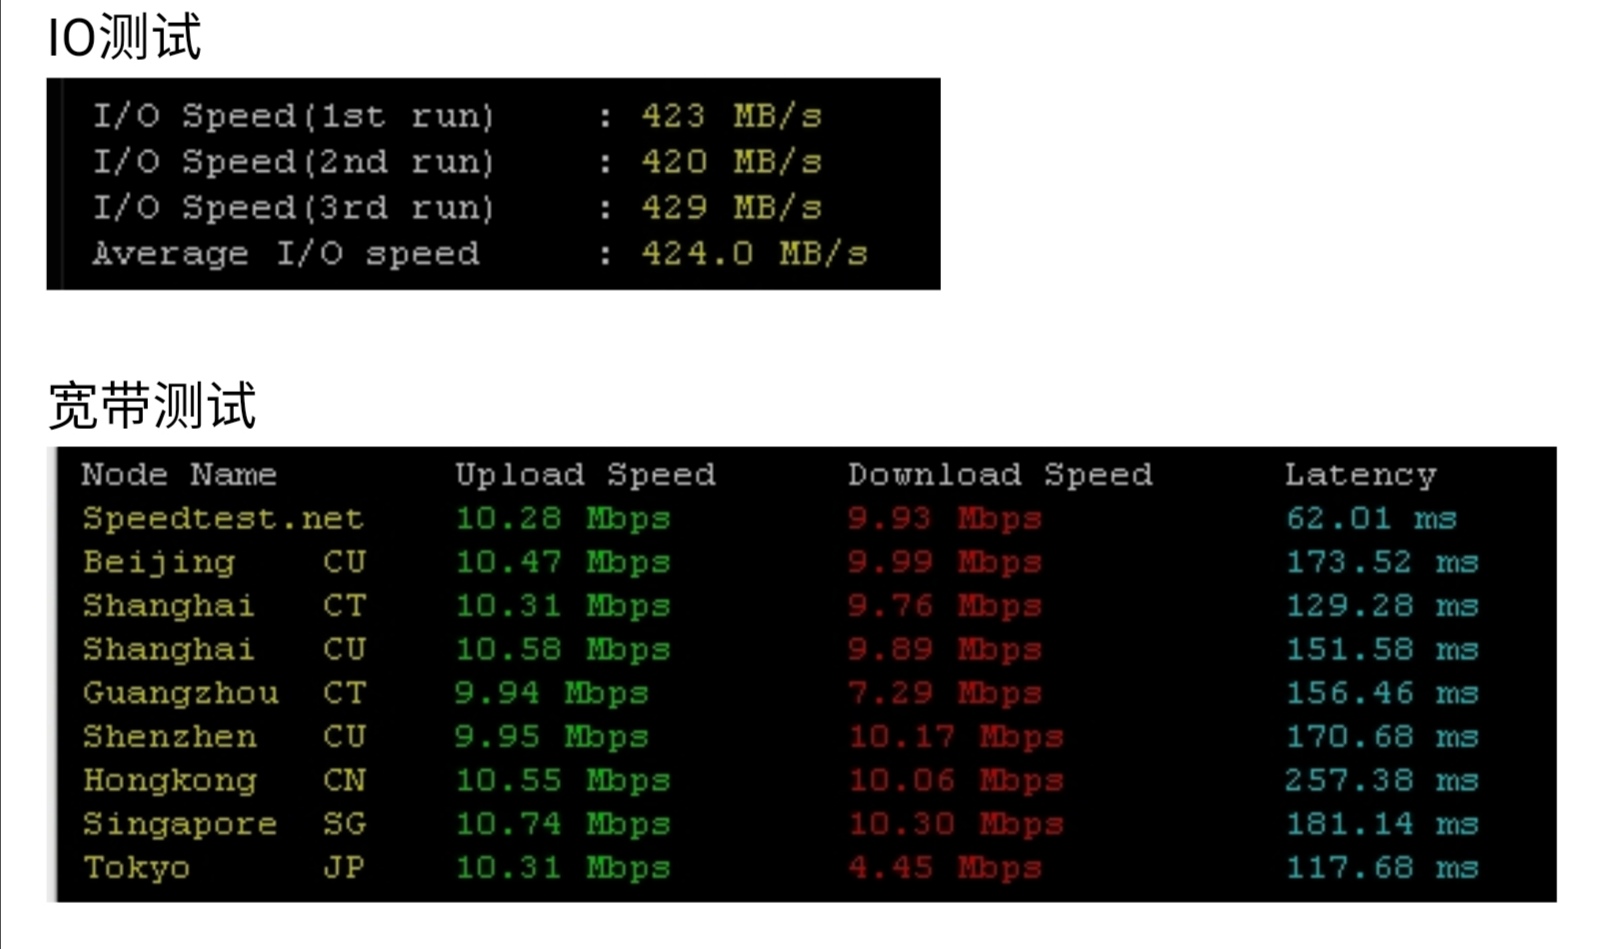 IO测试
I/O Speed(1st run) : 423 MB/s
I/O Speed(2nd run) : 420 MB/s
I/O Speed(3rd run) : 429 MB/s
Average I/O speed : 424.0 MB/s
宽带测试
Node Name Upload Speed Download Speed Latency
Speedtest.net 10.28 Mbps 9.93 Mbps 62.01 ms
Beijing CU 10.47 Mbps 9.99 Mbps 173.52 ms
Shanghai CT 10.31 Mbps 9.76 Mbps 129.28 ms
Shanghai CU 10.58 Mbps 9.89 Mbps 151.58 ms
Guangzhou CT 9.94 Mbps 7.29 Mbps 156.46 ms
Shenzhen CU 9.95 Mbps 10.17 Mbps 170.68 ms
Hongkong CN 10.55 Mbps 10.06 Mbps 257.38 ms
Singapore SG 10.74 Mbps 10.30 Mbps 181.14 ms
Tokyo JP 10.31 Mbps 4.45 Mbps 117.68 ms